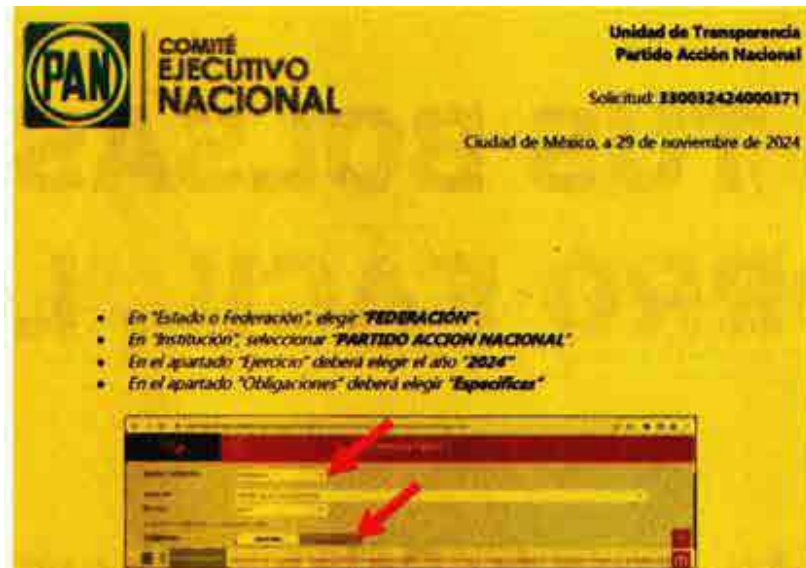 PAN
COMITÉ
EJECUTIVO
NACIONAL
Unidad de Transparencia
Partido Acción Nacional
Solicitud: 330032424000371
Ciudad de México, a 29 de noviembre de 2024
• En "Estado o Federación", elegir "FEDERACIÓN".
• En "Institución", seleccionar "PARTIDO ACCION NACIONAL".
• En el apartado "Ejercicio" deberá elegir el año "2024"
• En el apartado "Obligaciones" deberá elegir "Específicas"